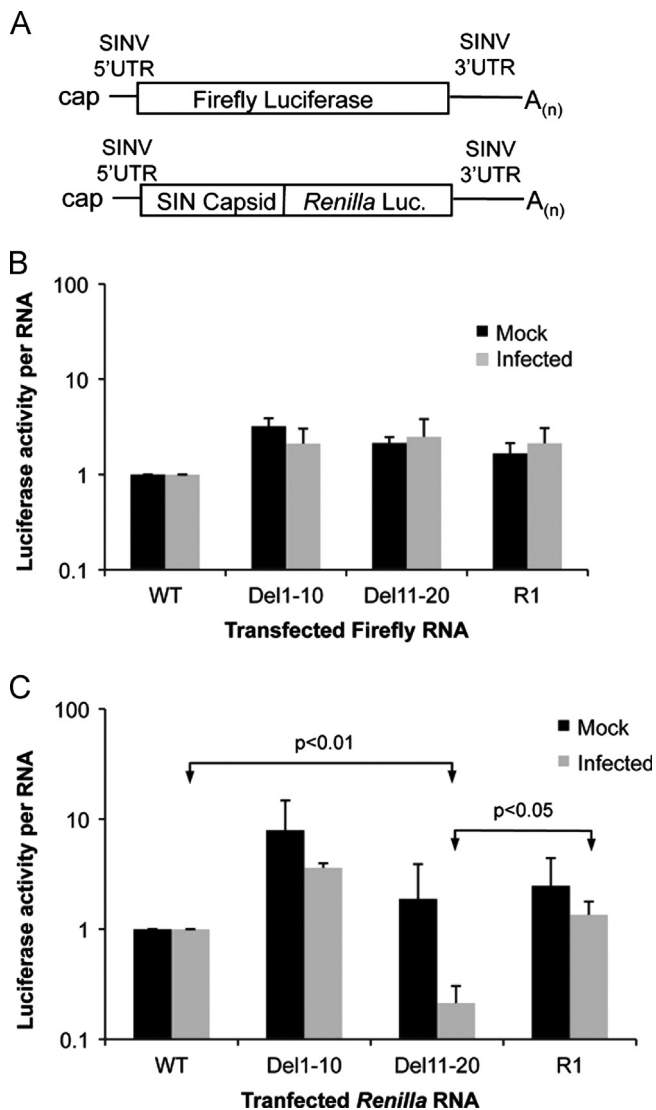 A
SINV
5'UTR
SINV
3'UTR
cap
Firefly Luciferase
A(n)
SINV
5'UTR
SINV
3'UTR
cap
SIN Capsid
Renilla Luc.
A(n)
B
Luciferase activity per RNA
100
10
1
0.1
Mock
Infected
WT
Del1-10
Del11-20
R1
Transfected Firefly RNA
C
Luciferase activity per RNA
100
10
1
0.1
Mock
Infected
p<0.01
p<0.05
WT
Del1-10
Del11-20
R1
Tranfected Renilla RNA